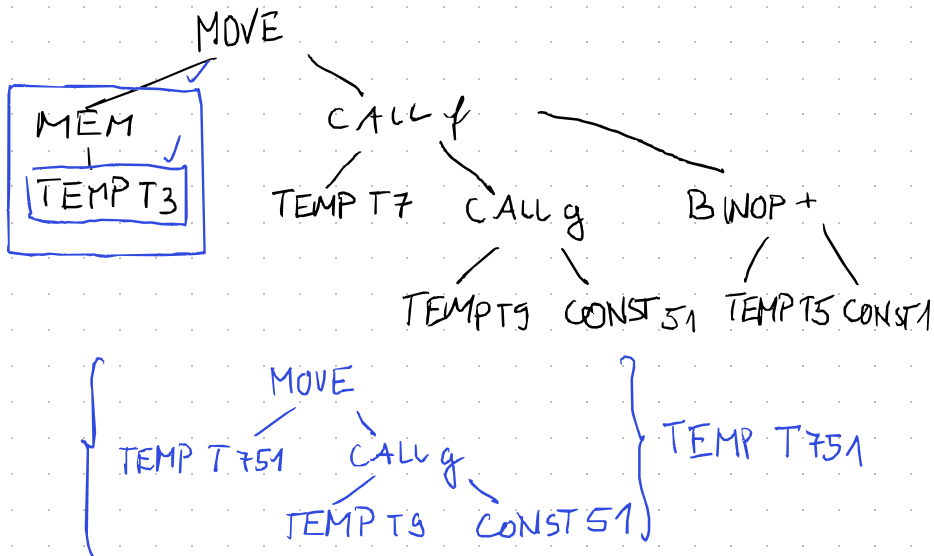 MOVE
MEM CALL f
TEMP T3 TEMP T7 CALL g BINOP +
TEMP T9 CONST 51 TEMP T5 CONST 1
MOVE
TEMP T751 CALL g } TEMP T751
{ TEMP T9 CONST 51